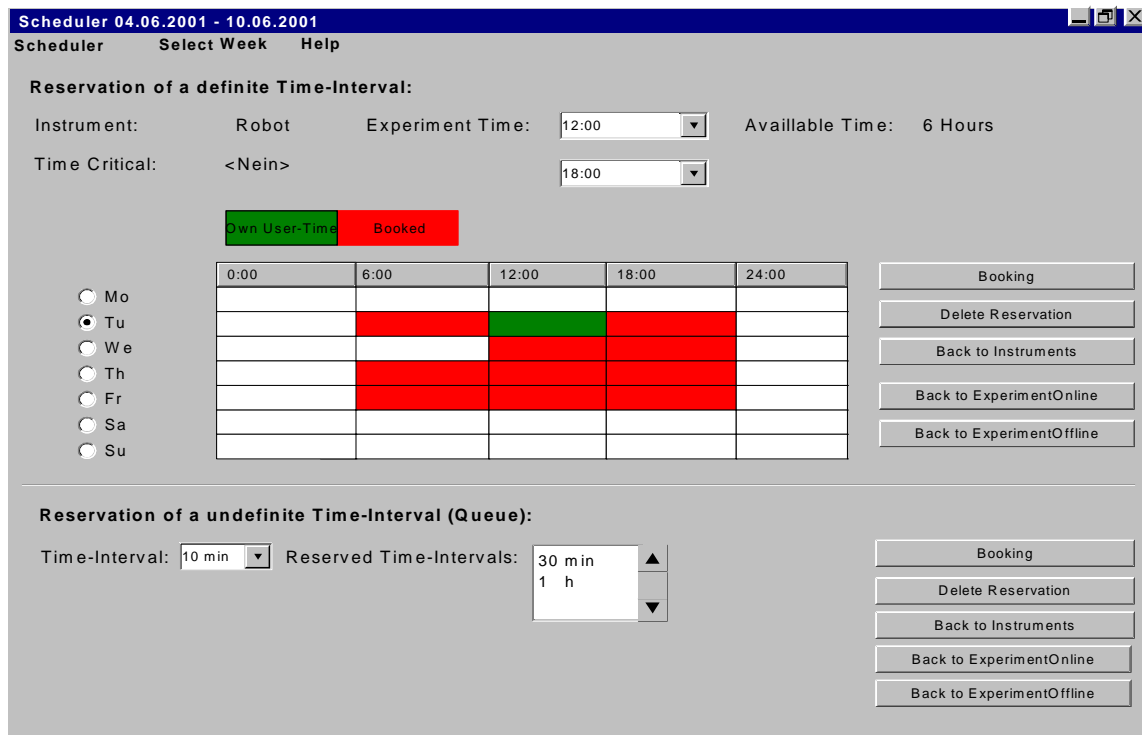 Scheduler 04.06.2001 - 10.06.2001
Scheduler Select Week Help
Reservation of a definite Time-Interval:
Instrument: Robot Experiment Time: 12:00 Availlable Time: 6 Hours
Time Critical: <Nein> 18:00
Own User-Time Booked
0:00 6:00 12:00 18:00 24:00
Booking
Mo
Tu
Delete Reservation
We
Back to Instruments
Th
Fr
Back to ExperimentOnline
Sa
Back to ExperimentOffline
Su
Reservation of a undefinite Time-Interval (Queue):
Time-Interval: 10 min Reserved Time-Intervals: 30 min
1 h
Booking
Delete Reservation
Back to Instruments
Back to ExperimentOnline
Back to ExperimentOffline